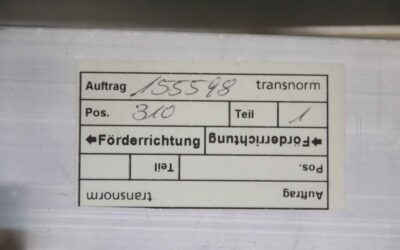 Auftrag 155598 transnorm
Pos. 310 Teil 1
Förderrichtung Förderrichtung
Teil Pos.
transnorm Auftrag